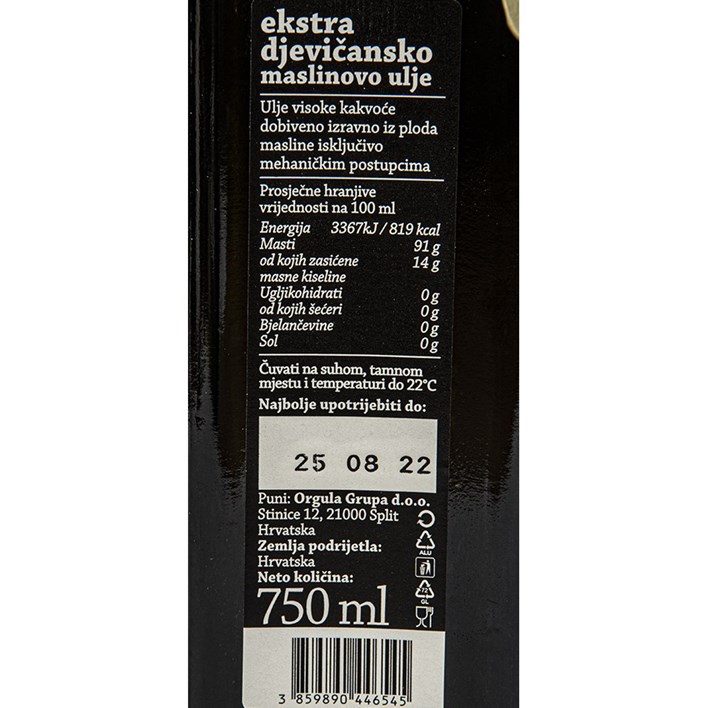 ekstra
djevičansko
maslinovo ulje
Ulje visoke kakvoće
dobiveno izravno iz ploda
masline isključivo
mehaničkim postupcima
Prosječne hranjive
vrijednosti na 100 ml
Energija 3367kJ / 819 kcal
Masti 91 g
od kojih zasićene 14 g
masne kiseline
Ugljikohidrati 0 g
od kojih šećeri 0 g
Bjelančevine 0 g
Sol 0 g
Čuvati na suhom, tamnom
mjestu i temperaturi do 22°C
Najbolje upotrijebiti do:
25 08 22
Puni: Orgula Grupa d.o.o.
Stinice 12, 21000 Split
Hrvatska
Zemlja podrijetla:
Hrvatska
Neto količina:
750 ml
ALU
72
GL
3 859890 446545